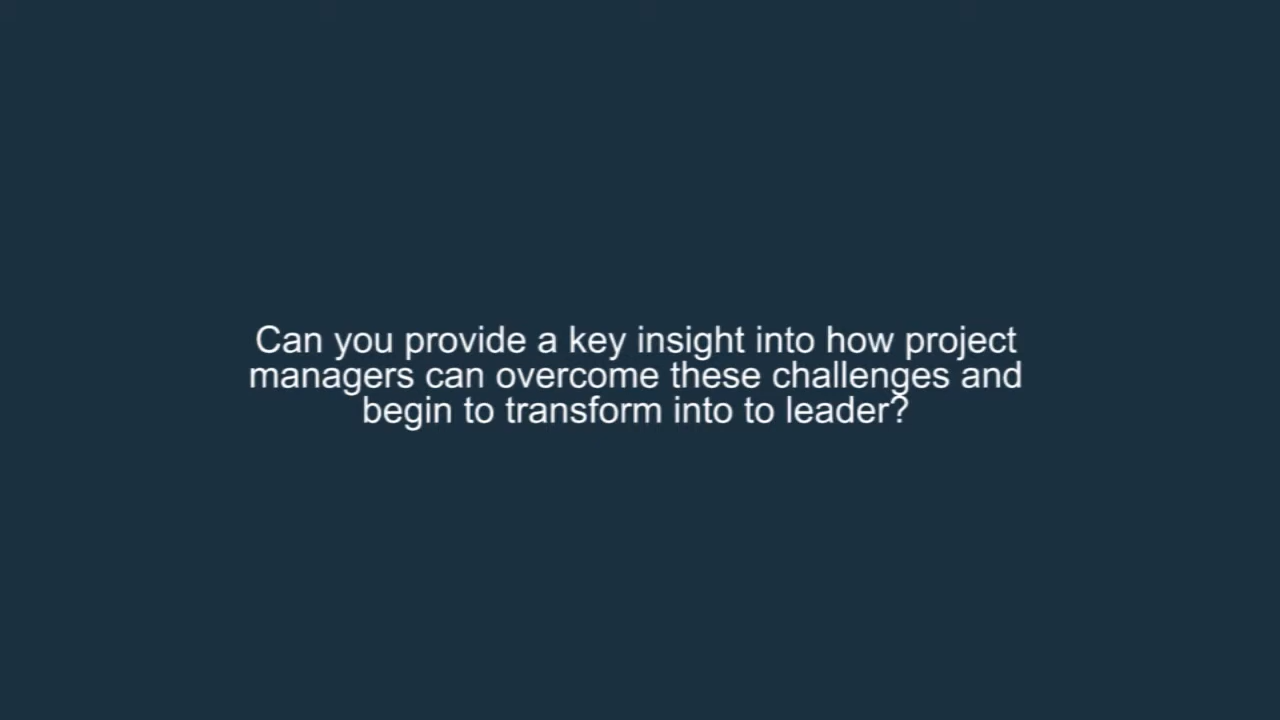 Can you provide a key insight into how project
managers can overcome these challenges and
begin to transform into to leader?